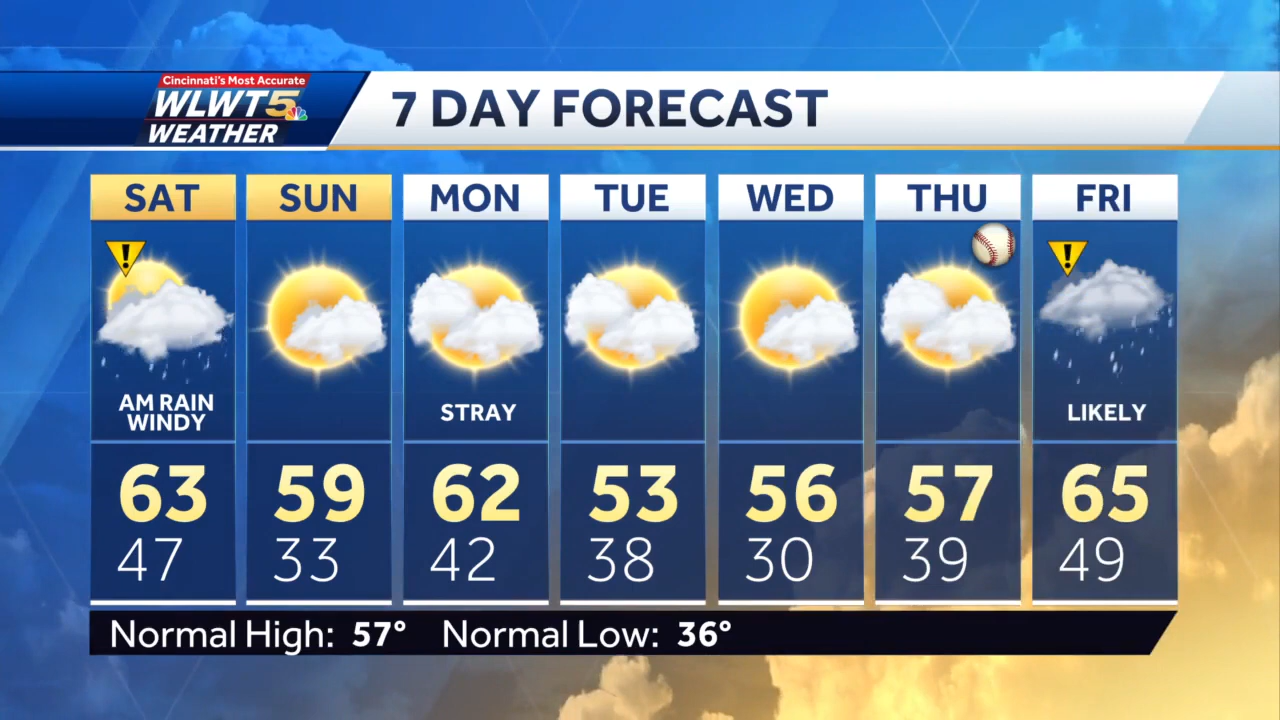 Cincinnati's Most Accurate
WLWT5
WEATHER
7 DAY FORECAST
SAT SUN MON TUE WED THU FRI
! !
AM RAIN
WINDY
STRAY
LIKELY
63 59 62 53 56 57 65
47 33 42 38 30 39 49
Normal High: 57° Normal Low: 36°